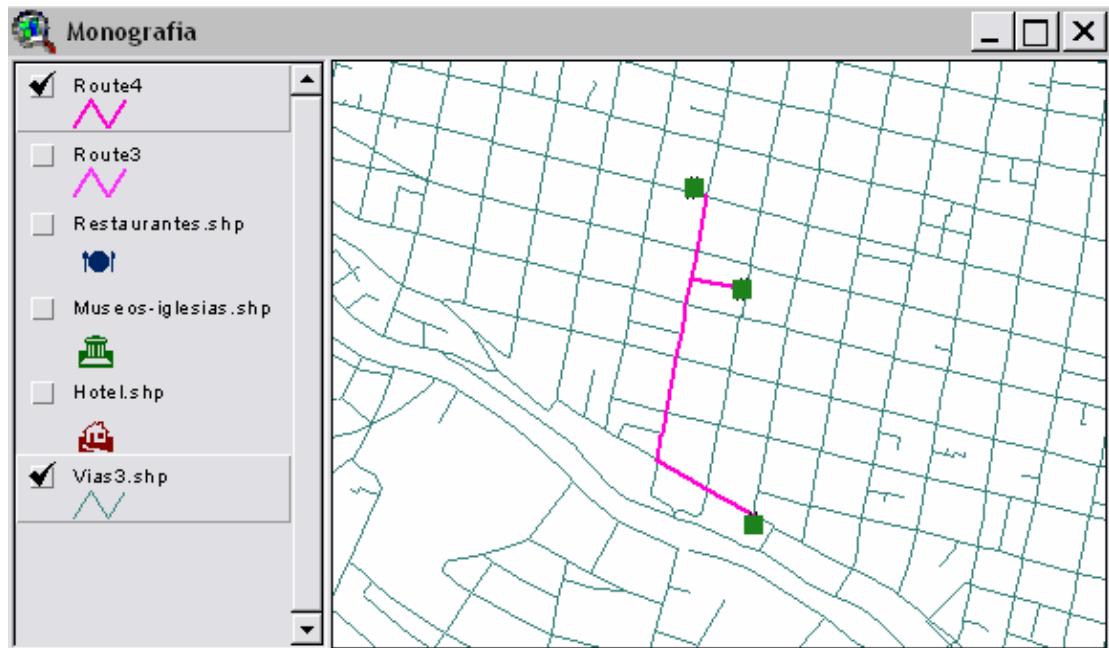 Monografia
Route4
Route3
Restaurantes.shp
Museos-iglesias.shp
Hotel.shp
Vias3.shp